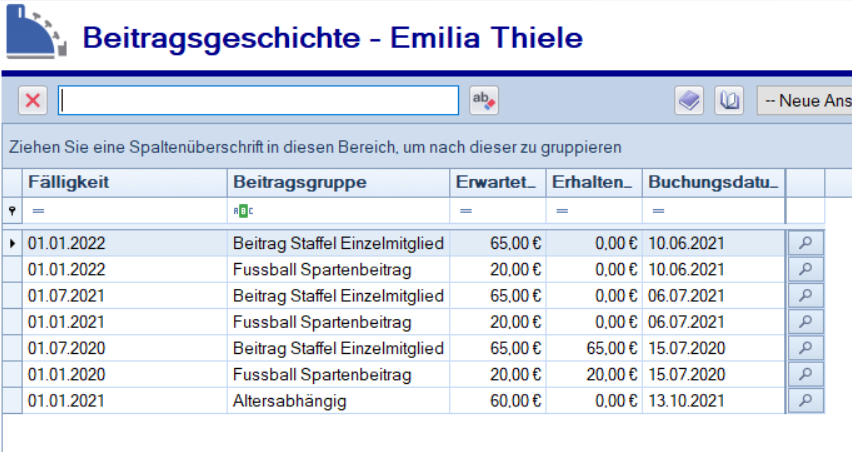 Beitragsgeschichte - Emilia Thiele
ab
-- Neue Ans
Ziehen Sie eine Spaltenüberschrift in diesen Bereich, um nach dieser zu gruppieren
Fälligkeit Beitragsgruppe Erwartet... Erhalten... Buchungsdatu...
= ABC = = =
01.01.2022 Beitrag Staffel Einzelmitglied 65,00 € 0,00 € 10.06.2021
01.01.2022 Fussball Spartenbeitrag 20,00 € 0,00 € 10.06.2021
01.07.2021 Beitrag Staffel Einzelmitglied 65,00 € 0,00 € 06.07.2021
01.01.2021 Fussball Spartenbeitrag 20,00 € 0,00 € 06.07.2021
01.07.2020 Beitrag Staffel Einzelmitglied 65,00 € 65,00 € 15.07.2020
01.01.2020 Fussball Spartenbeitrag 20,00 € 20,00 € 15.07.2020
01.01.2021 Altersabhängig 60,00 € 0,00 € 13.10.2021